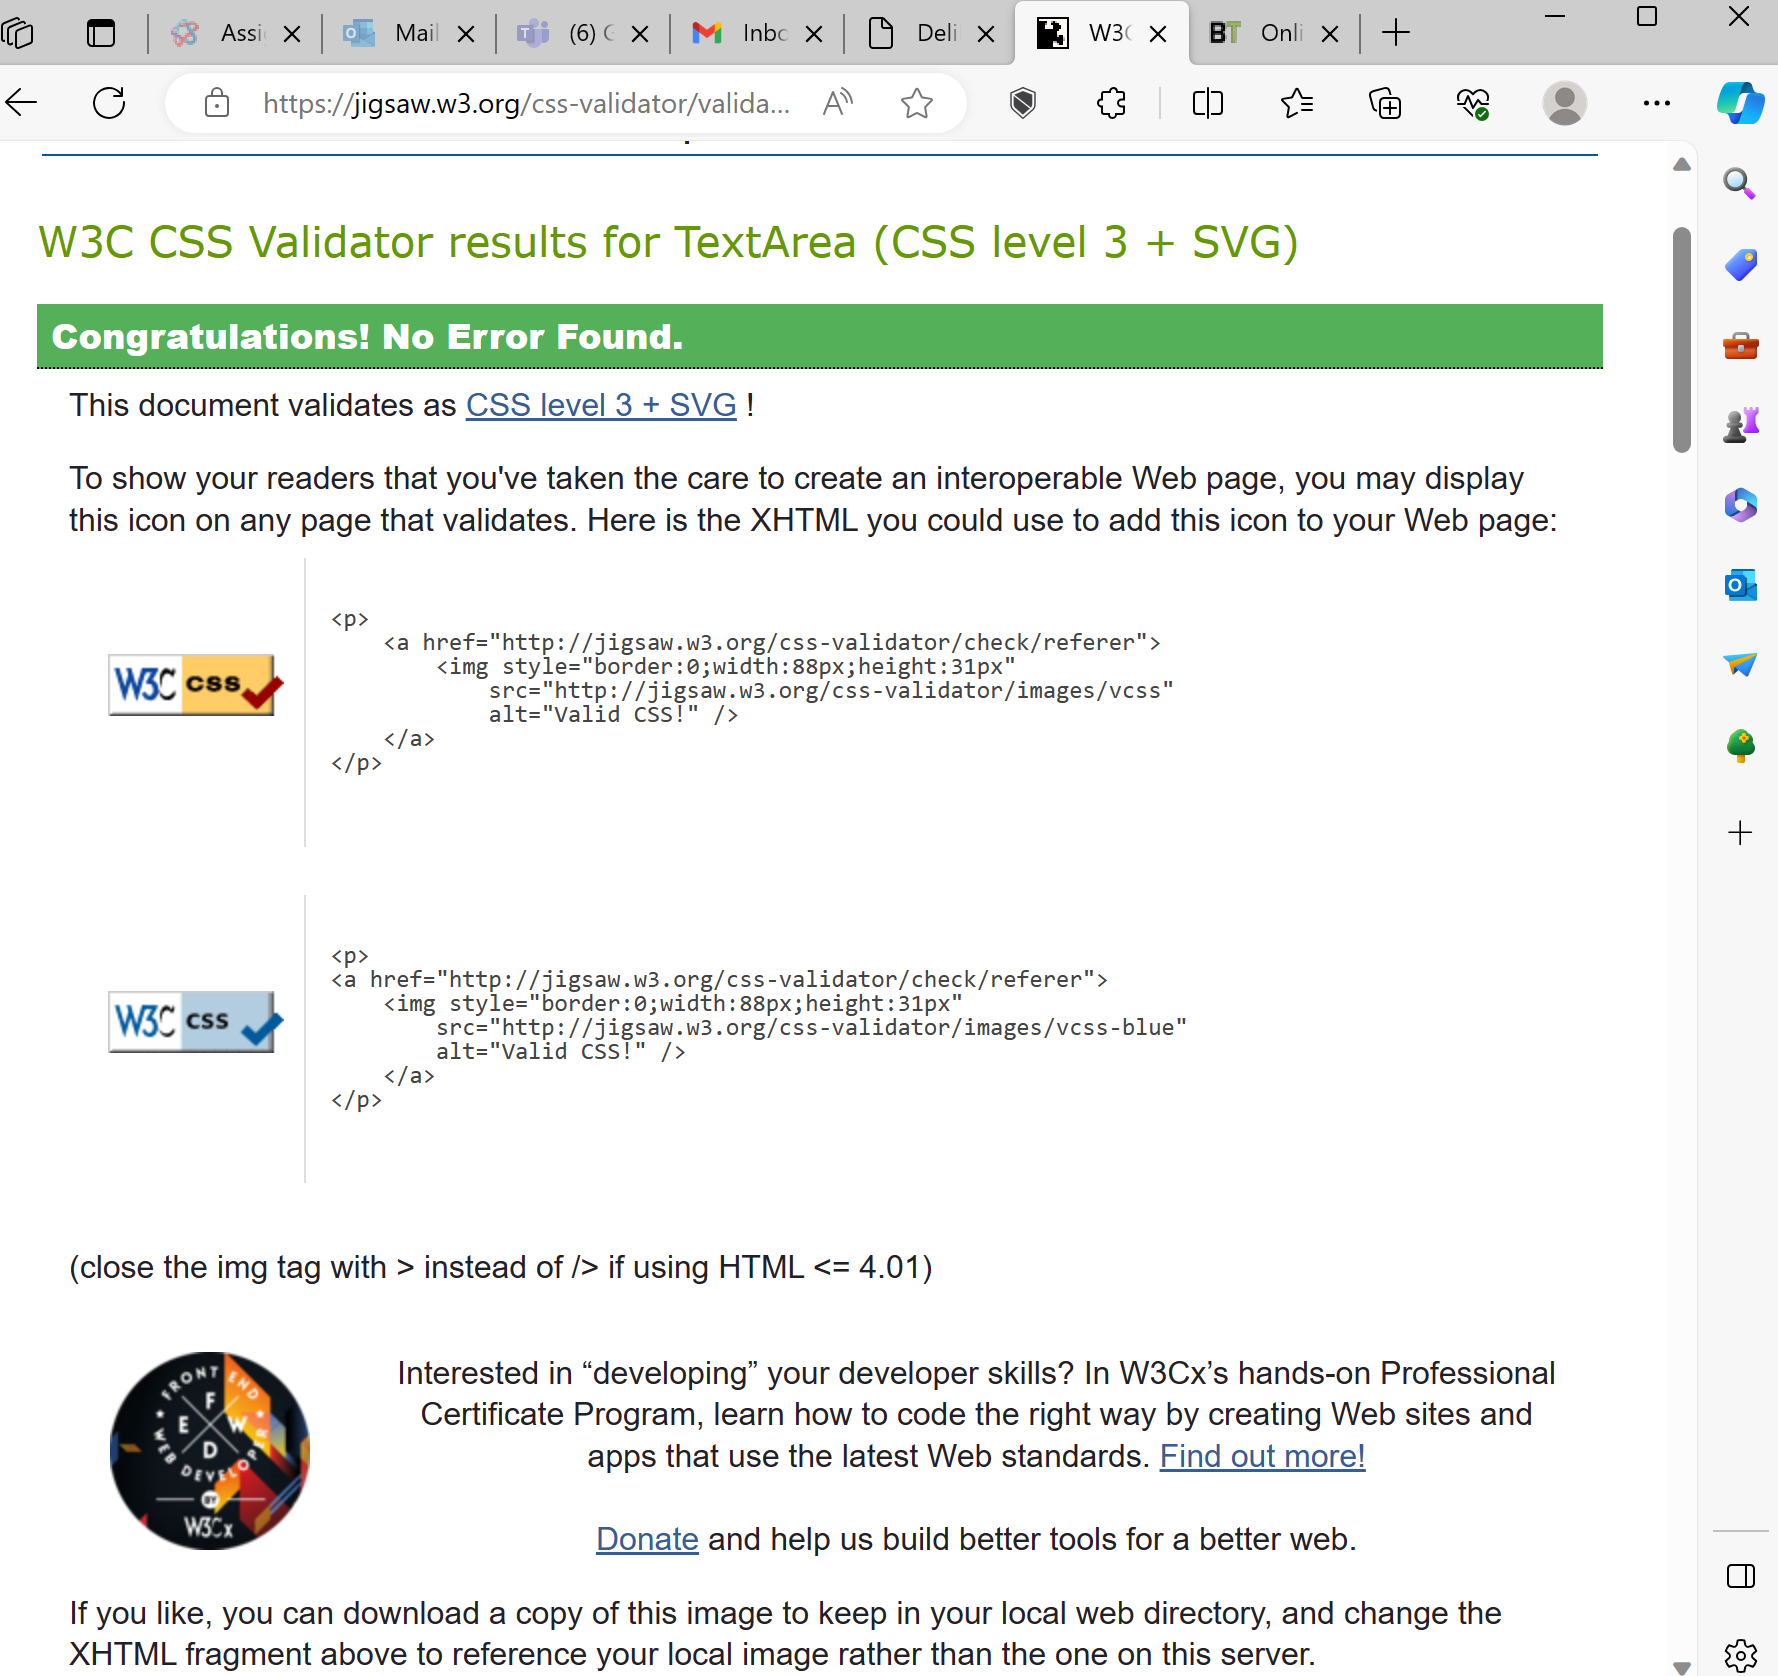 Assi
Mail
(6)
Inbc
Deli
W3C
BT Onli
https://jigsaw.w3.org/css-validator/valida...
W3C CSS Validator results for TextArea (CSS level 3 + SVG)
Congratulations! No Error Found.
This document validates as CSS level 3 + SVG !
To show your readers that you've taken the care to create an interoperable Web page, you may display
this icon on any page that validates. Here is the XHTML you could use to add this icon to your Web page:
W3C css
<p>
<a href="http://jigsaw.w3.org/css-validator/check/referer">
<img style="border:0;width:88px;height:31px"
src="http://jigsaw.w3.org/css-validator/images/vcss"
alt="Valid CSS!" />
</a>
</p>
W3C css
<p>
<a href="http://jigsaw.w3.org/css-validator/check/referer">
<img style="border:0;width:88px;height:31px"
src="http://jigsaw.w3.org/css-validator/images/vcss-blue"
alt="Valid CSS!" />
</a>
</p>
(close the img tag with > instead of /> if using HTML <= 4.01)
FRONT END
F
E W
D
WEB DEVELOPER
BY
W3Cx
Interested in “developing” your developer skills? In W3Cx’s hands-on Professional
Certificate Program, learn how to code the right way by creating Web sites and
apps that use the latest Web standards. Find out more!
Donate and help us build better tools for a better web.
If you like, you can download a copy of this image to keep in your local web directory, and change the
XHTML fragment above to reference your local image rather than the one on this server.